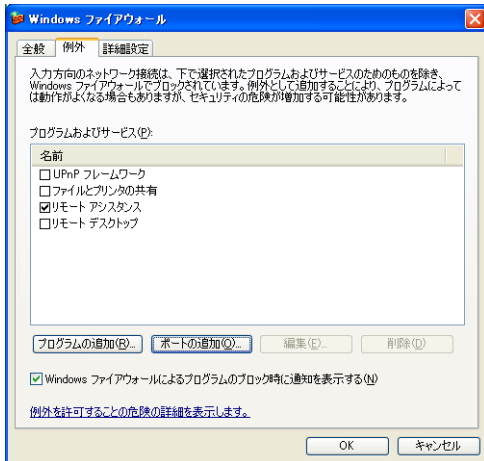 Windows ファイアウォール
全般 例外 詳細設定
入力方向のネットワーク接続は、下で選択されたプログラムおよびサービスのためのものを除き、
Windows ファイアウォールでブロックされています。例外として追加することにより、プログラムによって
は動作がよくなる場合もありますが、セキュリティの危険が増加する可能性があります。
プログラムおよびサービス(P):
名前
UPnP フレームワーク
ファイルとプリンタの共有
リモート アシスタンス
リモート デスクトップ
プログラムの追加(R)... ポートの追加(O)... 編集(E)... 削除(D)
Windows ファイアウォールによるプログラムのブロック時に通知を表示する(N)
例外を許可することの危険の詳細を表示します。
OK キャンセル